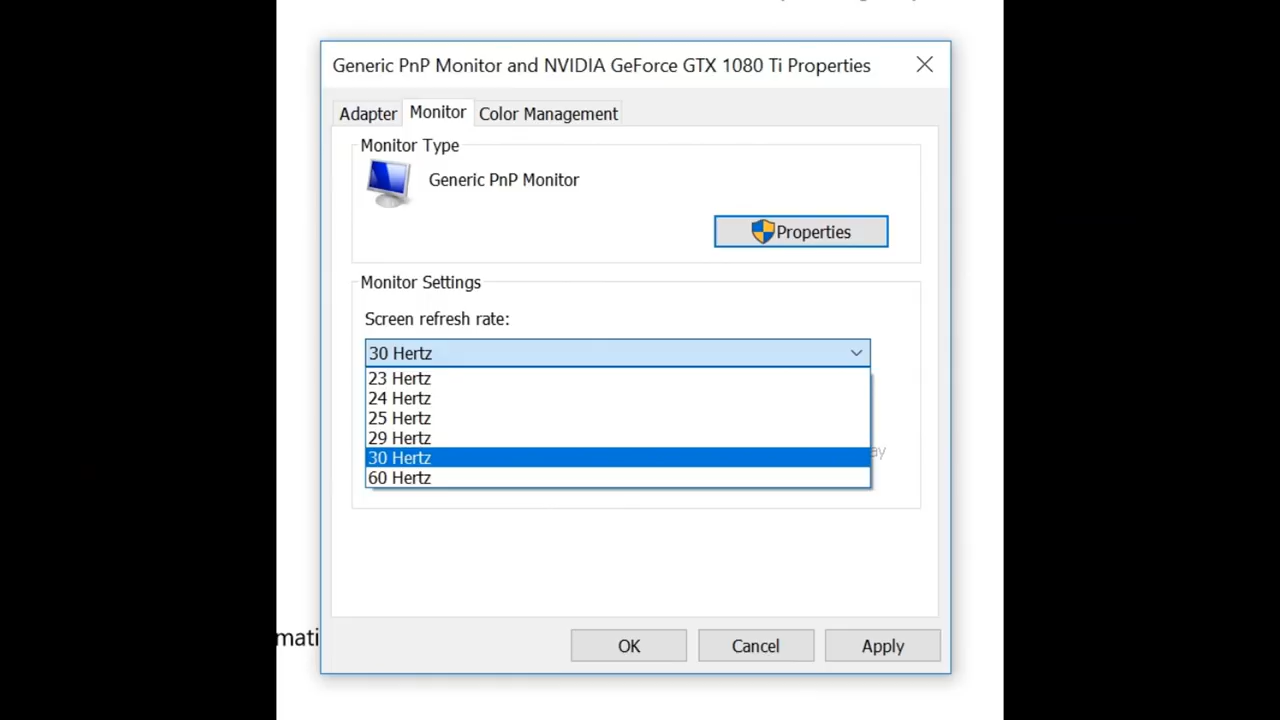 Generic PnP Monitor and NVIDIA GeForce GTX 1080 Ti Properties
Adapter Monitor Color Management
Monitor Type
Generic PnP Monitor
Properties
Monitor Settings
Screen refresh rate:
30 Hertz
23 Hertz
24 Hertz
25 Hertz
29 Hertz
30 Hertz
ay
60 Hertz
mati
OK Cancel Apply